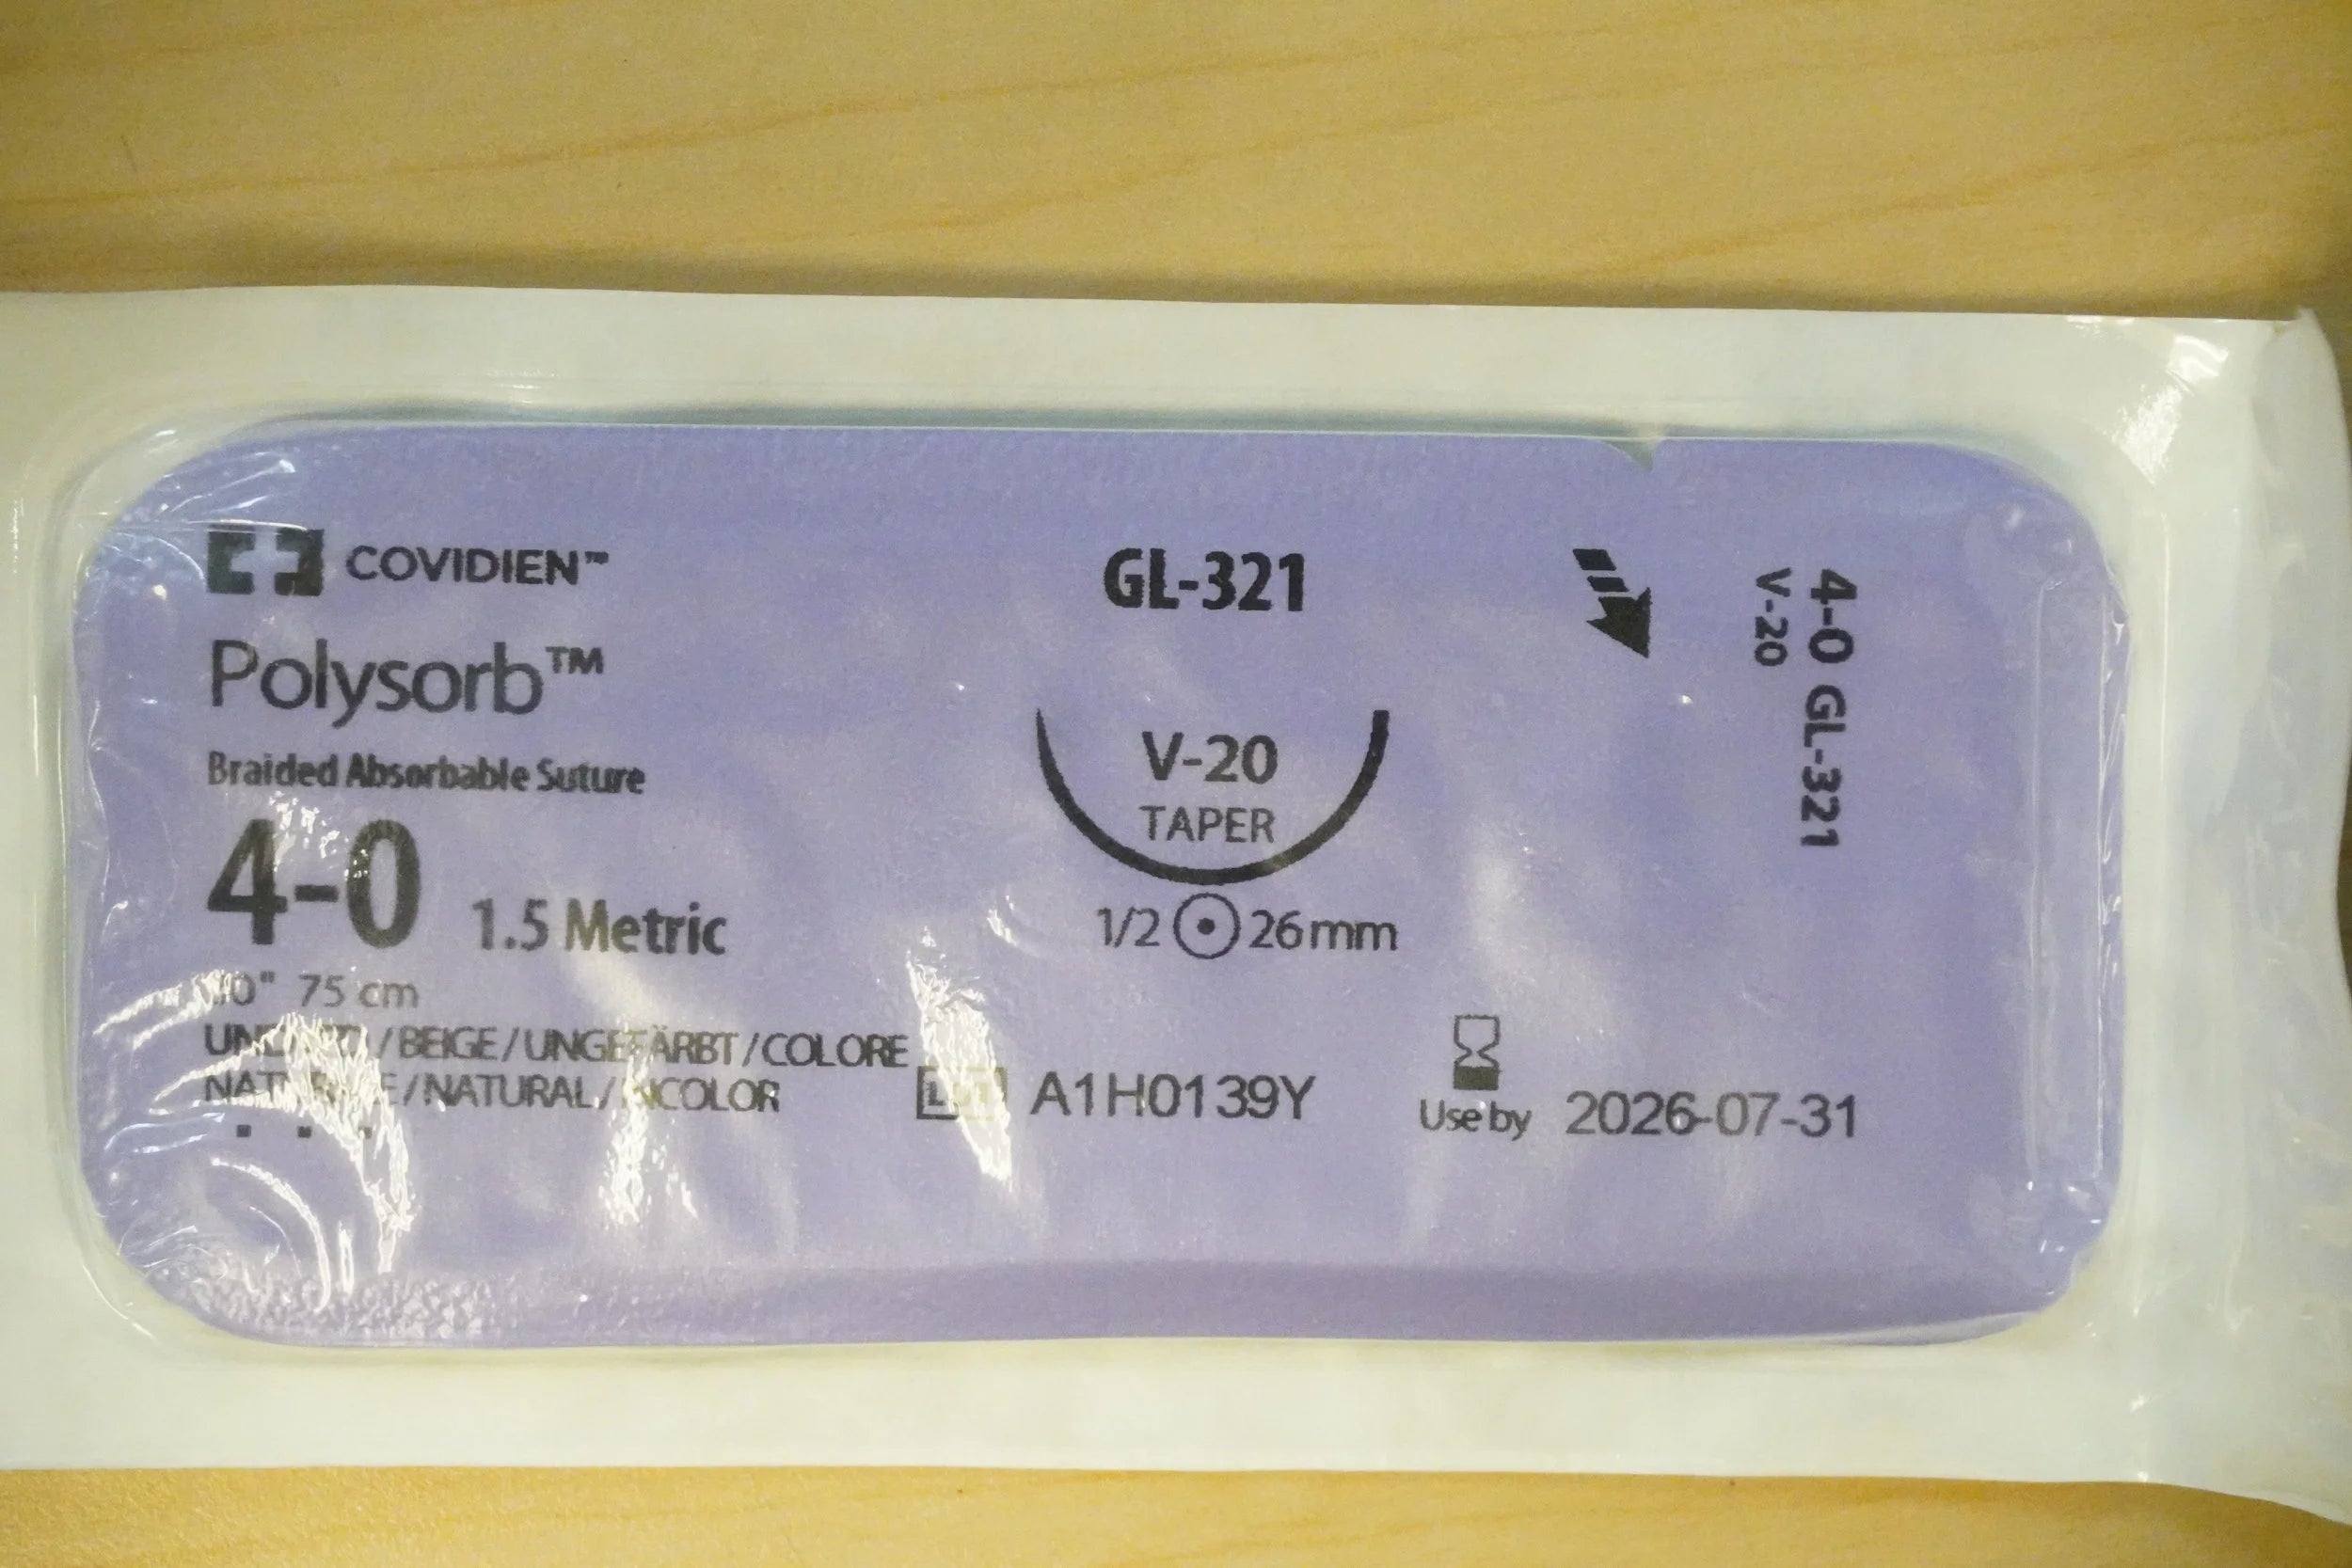 COVIDIEN™
Polysorb™
Braided Absorbable Suture
4-0 1.5 Metric
75 cm
/BEIGE/UNGEFÄRBT/COLORE
/NATURAL/
GL-321
V-20
TAPER
1/2 26mm
A1H0139Y
Use by 2026-07-31
4-0 GL-321
V-20